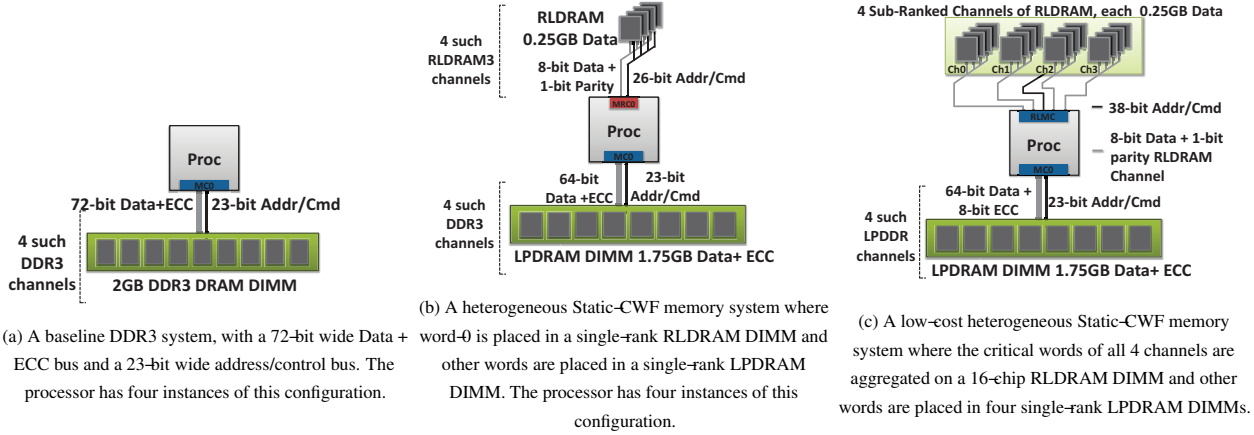 Proc
MC0
72-bit Data+ECC
23-bit Addr/Cmd
4 such
DDR3
channels
2GB DDR3 DRAM DIMM
(a) A baseline DDR3 system, with a 72-bit wide Data +
ECC bus and a 23-bit wide address/control bus. The
processor has four instances of this configuration.
RLDRAM
0.25GB Data
4 such
RLDRAM3
channels
8-bit Data +
1-bit Parity
26-bit Addr/Cmd
MRC0
Proc
MC0
64-bit
Data +ECC
23-bit
Addr/Cmd
4 such
DDR3
channels
LPDRAM DIMM 1.75GB Data+ ECC
(b) A heterogeneous Static-CWF memory system where
word-0 is placed in a single-rank RLDRAM DIMM and
other words are placed in a single-rank LPDRAM
DIMM. The processor has four instances of this
configuration.
4 Sub-Ranked Channels of RLDRAM, each 0.25GB Data
Ch0
Ch1
Ch2
Ch3
38-bit Addr/Cmd
RLMC
Proc
MC0
8-bit Data + 1-bit
parity RLDRAM
Channel
64-bit Data +
8-bit ECC
23-bit Addr/Cmd
4 such
LPDDR
channels
LPDRAM DIMM 1.75GB Data+ ECC
(c) A low-cost heterogeneous Static-CWF memory
system where the critical words of all 4 channels are
aggregated on a 16-chip RLDRAM DIMM and other
words are placed in four single-rank LPDRAM DIMMs.